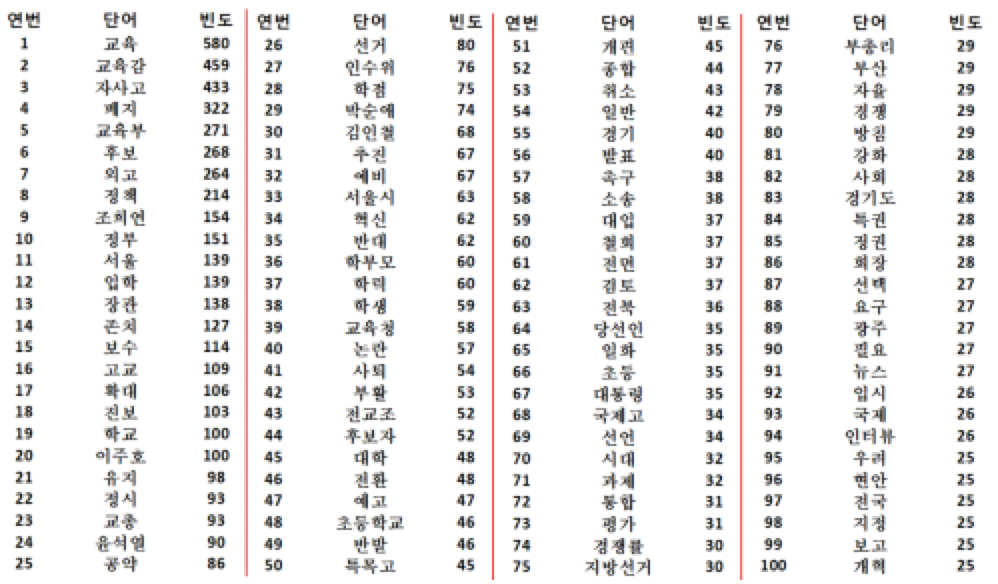 연번 단어 빈도 연번 단어 빈도 연번 단어 빈도 연번 단어 빈도
1 교육 580 26 선거 80 51 개편 45 76 부총리 29
2 교육감 459 27 인수위 76 52 종합 44 77 부산 29
3 자사고 433 28 학점 75 53 취소 43 78 자율 29
4 폐지 322 29 박순애 74 54 일반 42 79 경쟁 29
5 교육부 271 30 김인철 68 55 경기 40 80 방침 29
6 후보 268 31 추진 67 56 발표 40 81 강화 28
7 외고 264 32 예비 67 57 촉구 38 82 사회 28
8 정책 214 33 서울시 63 58 소송 38 83 경기도 28
9 조희연 154 34 혁신 62 59 대입 37 84 특권 28
10 정부 151 35 반대 62 60 철회 37 85 정권 28
11 서울 139 36 학부모 60 61 전면 37 86 회장 28
12 입학 139 37 학력 60 62 검토 37 87 선택 27
13 장관 138 38 학생 59 63 전북 36 88 요구 27
14 존치 127 39 교육청 58 64 당선인 35 89 광주 27
15 보수 114 40 논란 57 65 일화 35 90 필요 27
16 고교 109 41 사퇴 54 66 초등 35 91 뉴스 27
17 확대 106 42 부활 53 67 대통령 35 92 입시 26
18 진보 103 43 전교조 52 68 국제고 34 93 국제 26
19 학교 100 44 후보자 52 69 선언 34 94 인터뷰 26
20 이주호 100 45 대학 48 70 시대 32 95 우려 25
21 유지 98 46 전환 48 71 과제 32 96 현안 25
22 정시 93 47 예고 47 72 통합 31 97 전국 25
23 교총 93 48 초등학교 46 73 평가 31 98 지정 25
24 윤석열 90 49 반발 46 74 경쟁률 30 99 보고 25
25 공약 86 50 특목고 45 75 지방선거 30 100 개혁 25